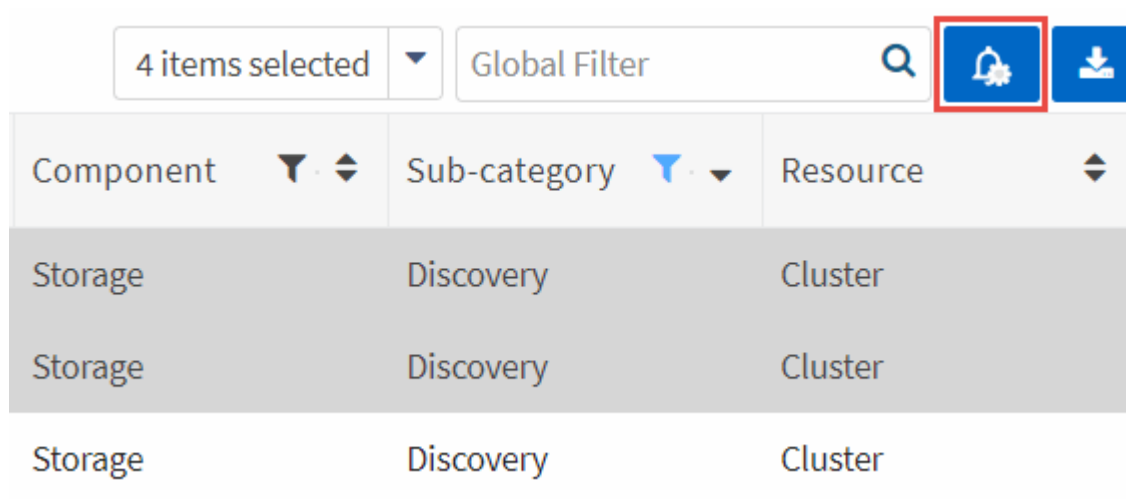 4 items selected Global Filter
Component Sub-category Resource
Storage Discovery Cluster
Storage Discovery Cluster
Storage Discovery Cluster